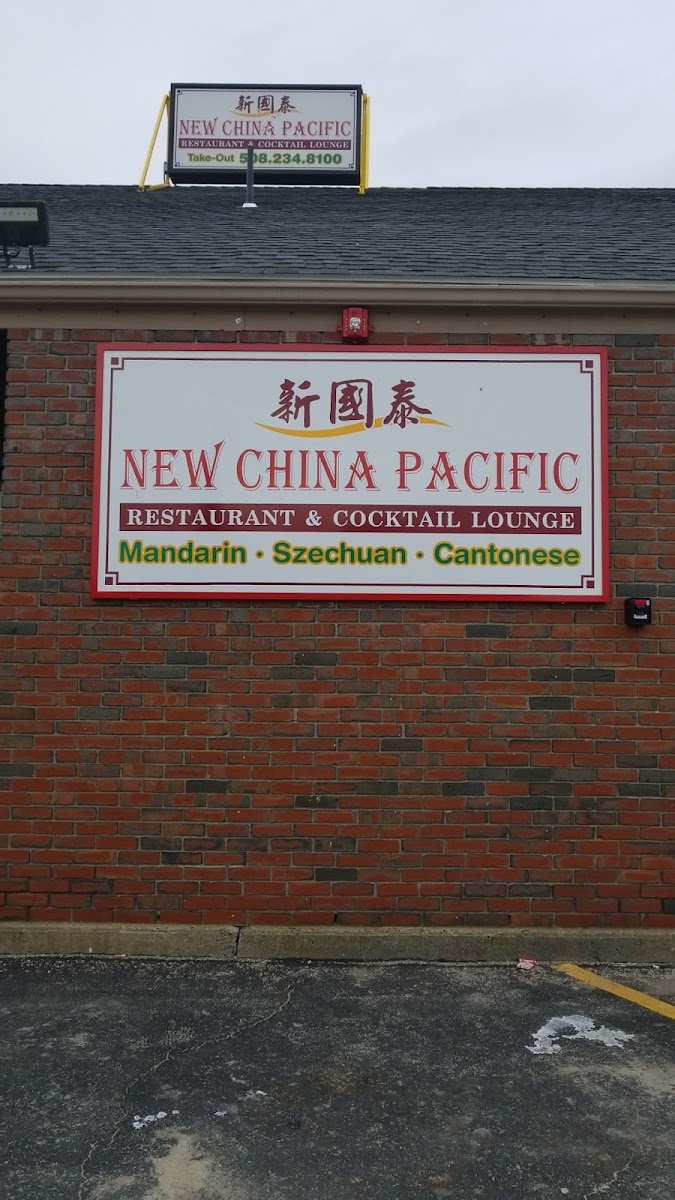 新國泰
NEW CHINA PACIFIC
RESTAURANT & COCKTAIL LOUNGE
Take-Out 508.234.8100
新國泰
NEW CHINA PACIFIC
RESTAURANT & COCKTAIL LOUNGE
Mandarin · Szechuan · Cantonese